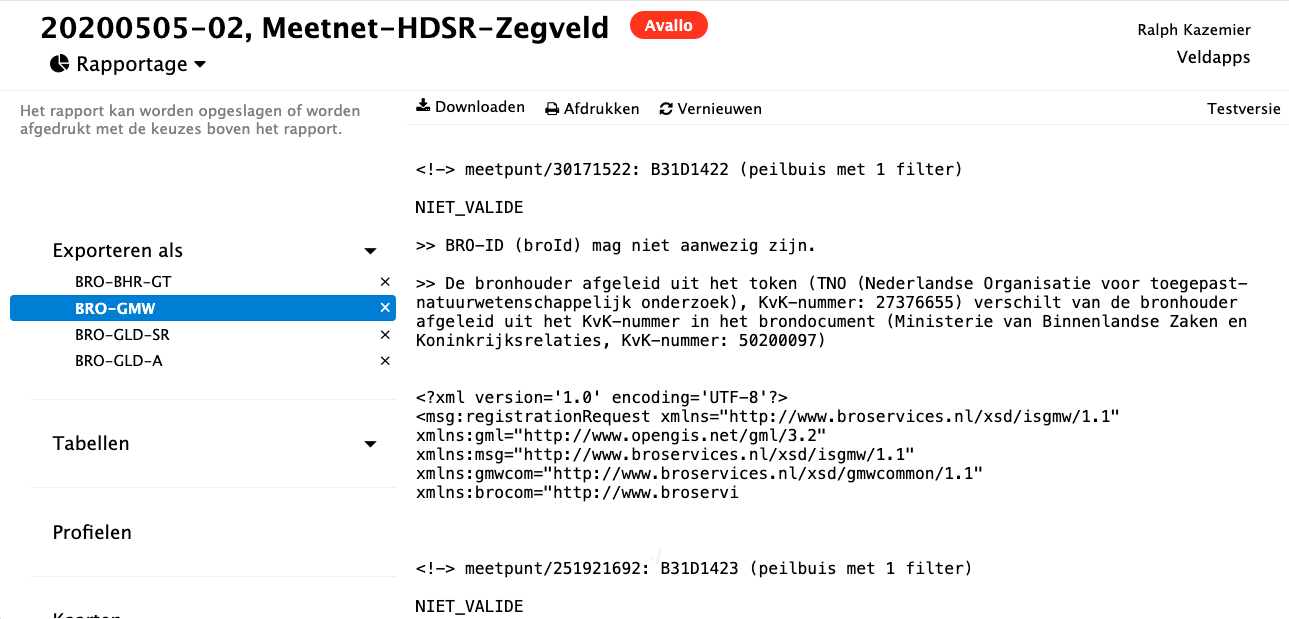 20200505-02, Meetnet-HDSR-Zegveld Avallo
Ralph Kazemier
Veldapps
Rapportage
Het rapport kan worden opgeslagen of worden
afgedrukt met de keuzes boven het rapport.
Downloaden Afdrukken Vernieuwen Testversie
Exporteren als
BRO-BHR-GT ×
BRO-GMW ×
BRO-GLD-SR ×
BRO-GLD-A ×
Tabellen
Profielen
Kaarten
<!-> meetpunt/30171522: B31D1422 (peilbuis met 1 filter)
NIET_VALIDE
>> BRO-ID (broId) mag niet aanwezig zijn.
>> De bronhouder afgeleid uit het token (TNO (Nederlandse Organisatie voor toegepast-
natuurwetenschappelijk onderzoek), KvK-nummer: 27376655) verschilt van de bronhouder
afgeleid uit het KvK-nummer in het brondocument (Ministerie van Binnenlandse Zaken en
Koninkrijksrelaties, KvK-nummer: 50200097)
<?xml version='1.0' encoding='UTF-8'?>
<msg:registrationRequest xmlns="http://www.broservices.nl/xsd/isgmw/1.1"
xmlns:gml="http://www.opengis.net/gml/3.2"
xmlns:msg="http://www.broservices.nl/xsd/isgmw/1.1"
xmlns:gmwcom="http://www.broservices.nl/xsd/gmwcommon/1.1"
xmlns:brocom="http://www.broservi
<!-> meetpunt/251921692: B31D1423 (peilbuis met 1 filter)
NIET_VALIDE